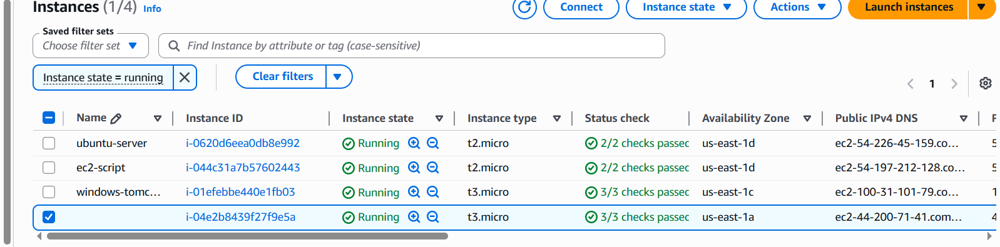 Instances (1/4) Info Connect Instance state Actions Launch instances
Saved filter sets
Choose filter set Find Instance by attribute or tag (case-sensitive)
Instance state = running Clear filters
1
Name Instance ID Instance state Instance type Status check Availability Zone Public IPv4 DNS P
ubuntu-server i-0620d6eea0db8e992 Running t2.micro 2/2 checks passec us-east-1d ec2-54-226-45-159.co… 5
ec2-script i-044c31a7b57602443 Running t2.micro 2/2 checks passec us-east-1d ec2-54-197-212-128.co… 5
windows-tomc… i-01efebbe440e1fb03 Running t3.micro 3/3 checks passec us-east-1c ec2-100-31-101-79.co… 1
i-04e2b8439f27f9e5a Running t3.micro 3/3 checks passec us-east-1a ec2-44-200-71-41.com… 4